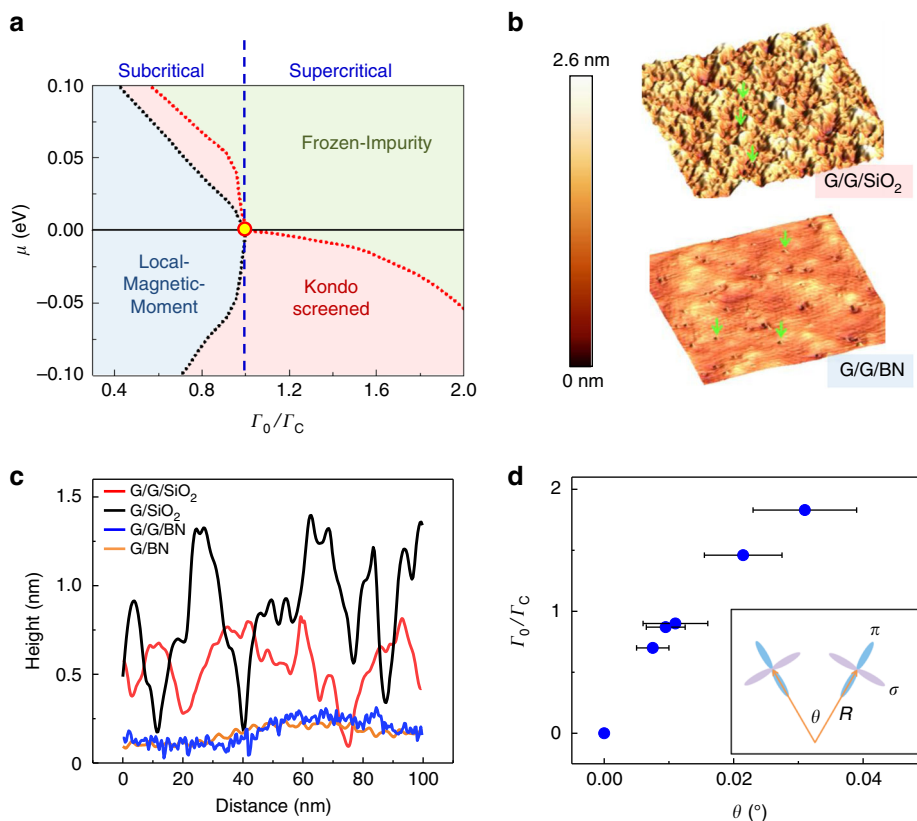 a
Subcritical
Supercritical
0.10
0.05
0.00
–0.05
–0.10
μ (eV)
Frozen-Impurity
Local-
Magnetic-
Moment
Kondo
screened
0.4
0.8
1.2
1.6
2.0
Γ0/ΓC
b
2.6 nm
0 nm
G/G/SiO2
G/G/BN
c
G/G/SiO2
G/SiO2
G/G/BN
G/BN
1.5
1.0
0.5
0
Height (nm)
0
20
40
60
80
100
Distance (nm)
d
2
1
0
Γ0/ΓC
π
σ
θ
R
0.00
0.02
0.04
θ (°)